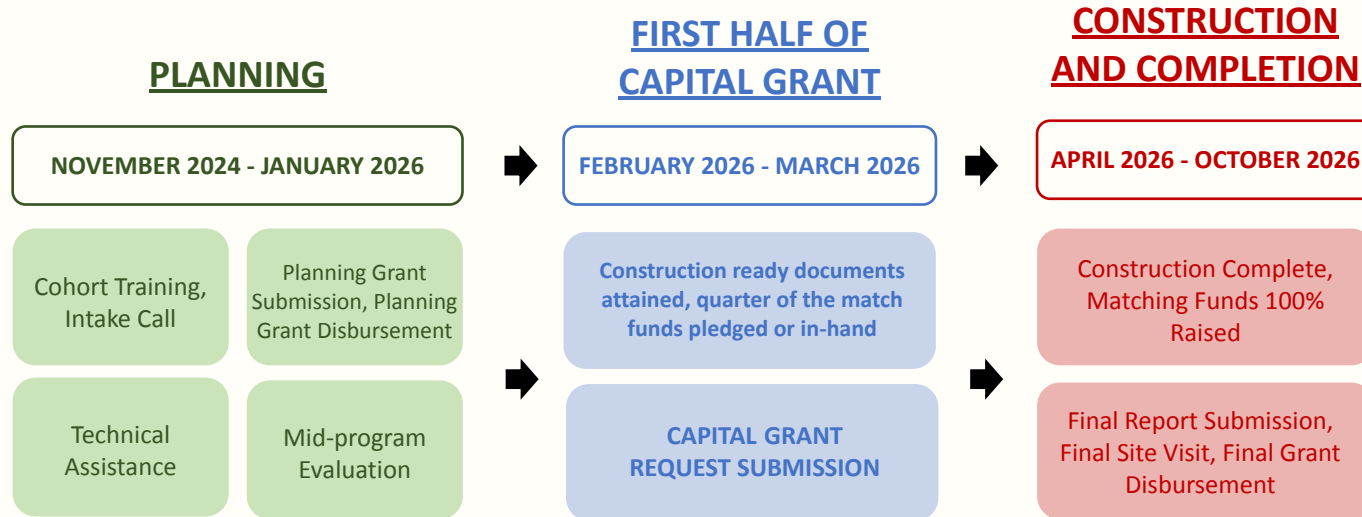 PLANNING
NOVEMBER 2024 - JANUARY 2026
Cohort Training,
Intake Call
Planning Grant
Submission, Planning
Grant Disbursement
Technical
Assistance
Mid-program
Evaluation
FIRST HALF OF
CAPITAL GRANT
FEBRUARY 2026 - MARCH 2026
Construction ready documents
attained, quarter of the match
funds pledged or in-hand
CAPITAL GRANT
REQUEST SUBMISSION
CONSTRUCTION
AND COMPLETION
APRIL 2026 - OCTOBER 2026
Construction Complete,
Matching Funds 100%
Raised
Final Report Submission,
Final Site Visit, Final Grant
Disbursement